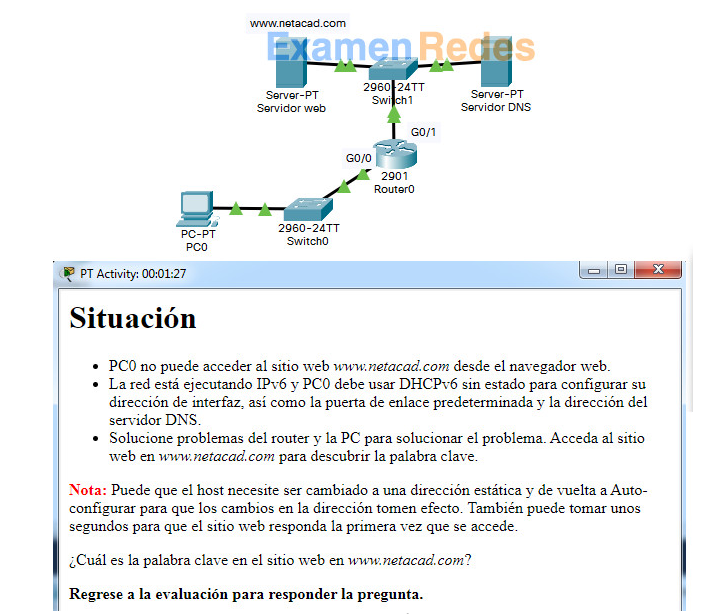 www.netacad.com
ExamenRedes
Server-PT
Servidor web
2960-24TT
Switch1
Server-PT
Servidor DNS
G0/1
G0/0
2901
Router0
PC-PT
PC0
2960-24TT
Switch0
PT Activity: 00:01:27
Situación
• PC0 no puede acceder al sitio web www.netacad.com desde el navegador web.
• La red está ejecutando IPv6 y PC0 debe usar DHCPv6 sin estado para configurar su
dirección de interfaz, así como la puerta de enlace predeterminada y la dirección del
servidor DNS.
• Solucione problemas del router y la PC para solucionar el problema. Acceda al sitio
web en www.netacad.com para descubrir la palabra clave.
Nota: Puede que el host necesite ser cambiado a una dirección estática y de vuelta a Auto-
configurar para que los cambios en la dirección tomen efecto. También puede tomar unos
segundos para que el sitio web responda la primera vez que se accede.
¿Cuál es la palabra clave en el sitio web en www.netacad.com?
Regrese a la evaluación para responder la pregunta.